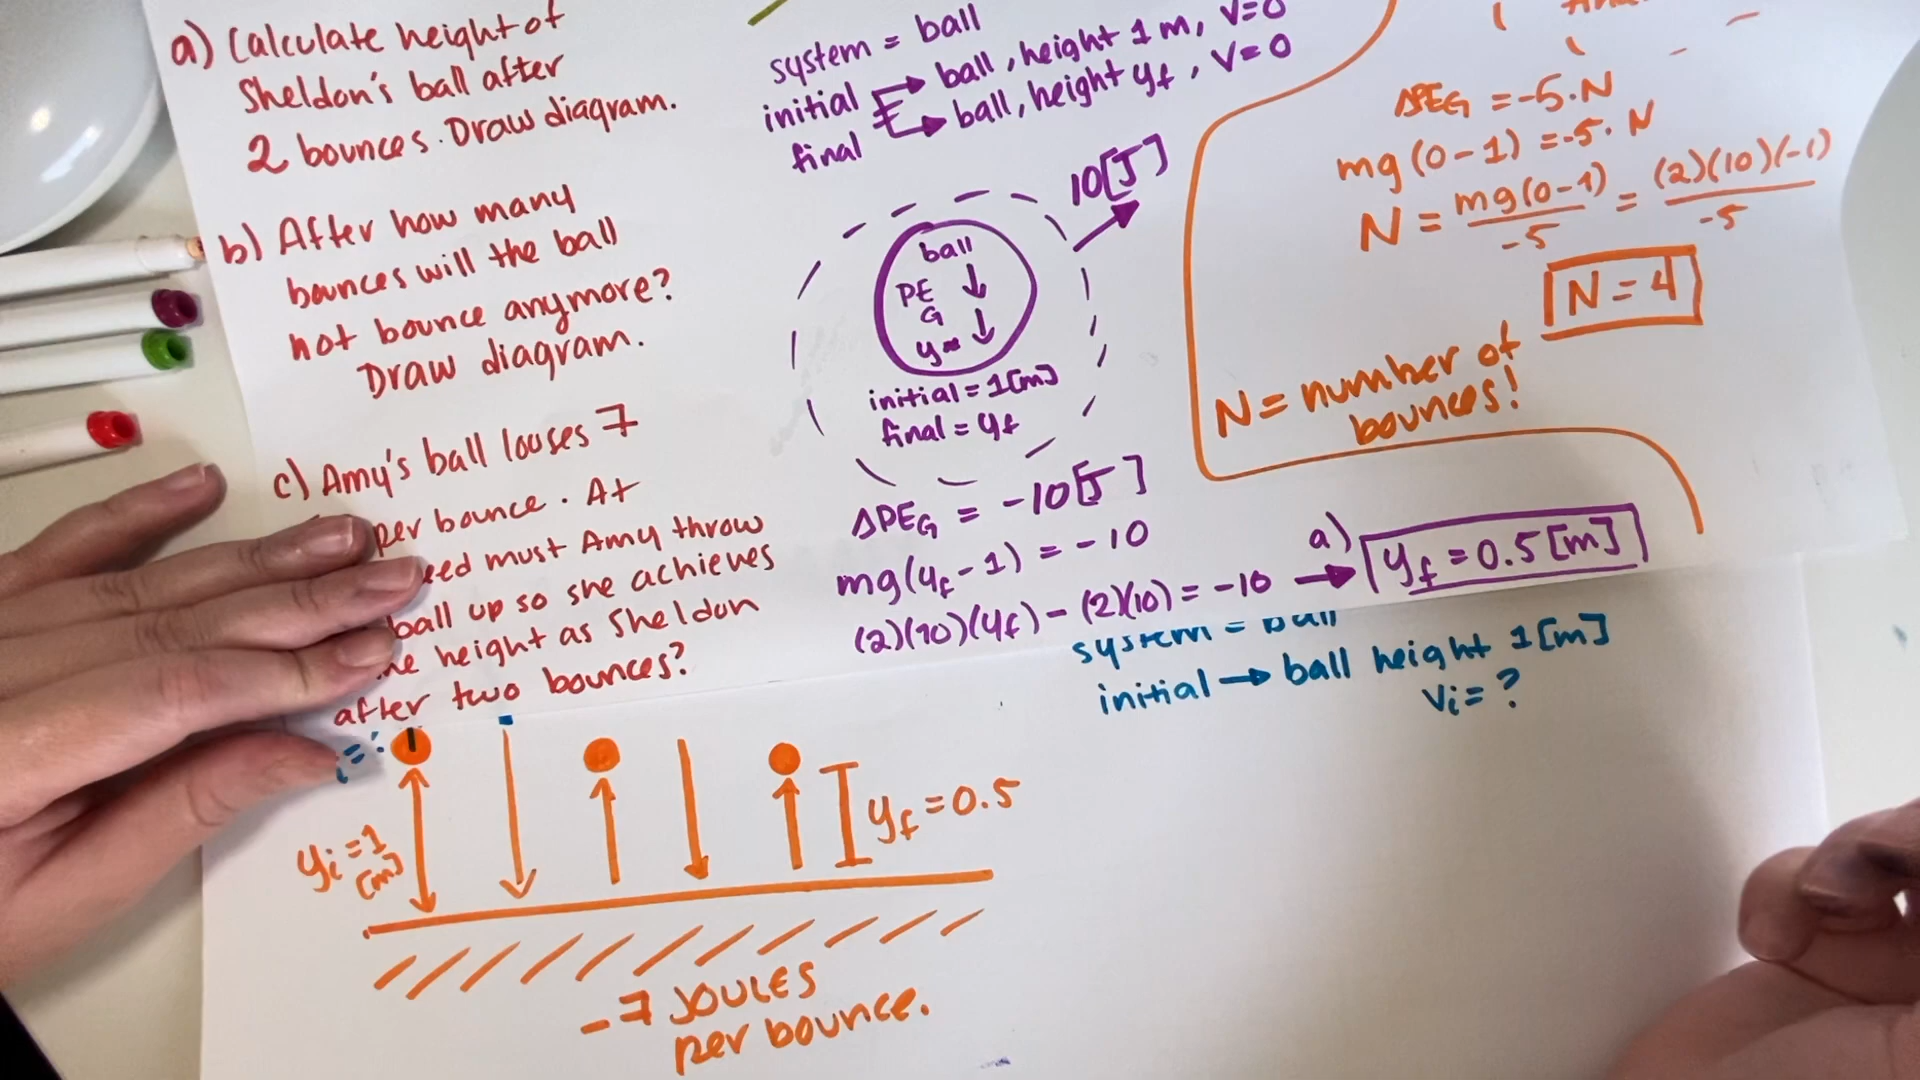 a) Calculate height of
Sheldon's ball after
2 bounces. Draw diagram.
b) After how many
bounces will the ball
not bounce anymore?
Draw diagram.
c) Amy's ball louses 7
per bounce. At
must Amy throw
ball up so she achieves
height as Sheldon
after two bounces?
system = ball
initial → ball, height 1 m, V=0
final → ball, height yf, V=0
10[J]
ball
PE ↓
G ↓
initial = 1[m]
final = yf
ΔPEG = -10[J]
mg(yf-1) = -10
(2)(10)(yf) - (2)(10) = -10 →
a) yf = 0.5[m]
ΔPEG = -5·N
mg(0-1) = -5·N
N = mg(0-1)/-5 = (2)(10)(-1)/-5
N = 4
N = number of
bounces!
system = ball
initial → ball height 1[m]
Vi = ?
yi = 1
[m]
yf = 0.5
-7 JOULES
per bounce.